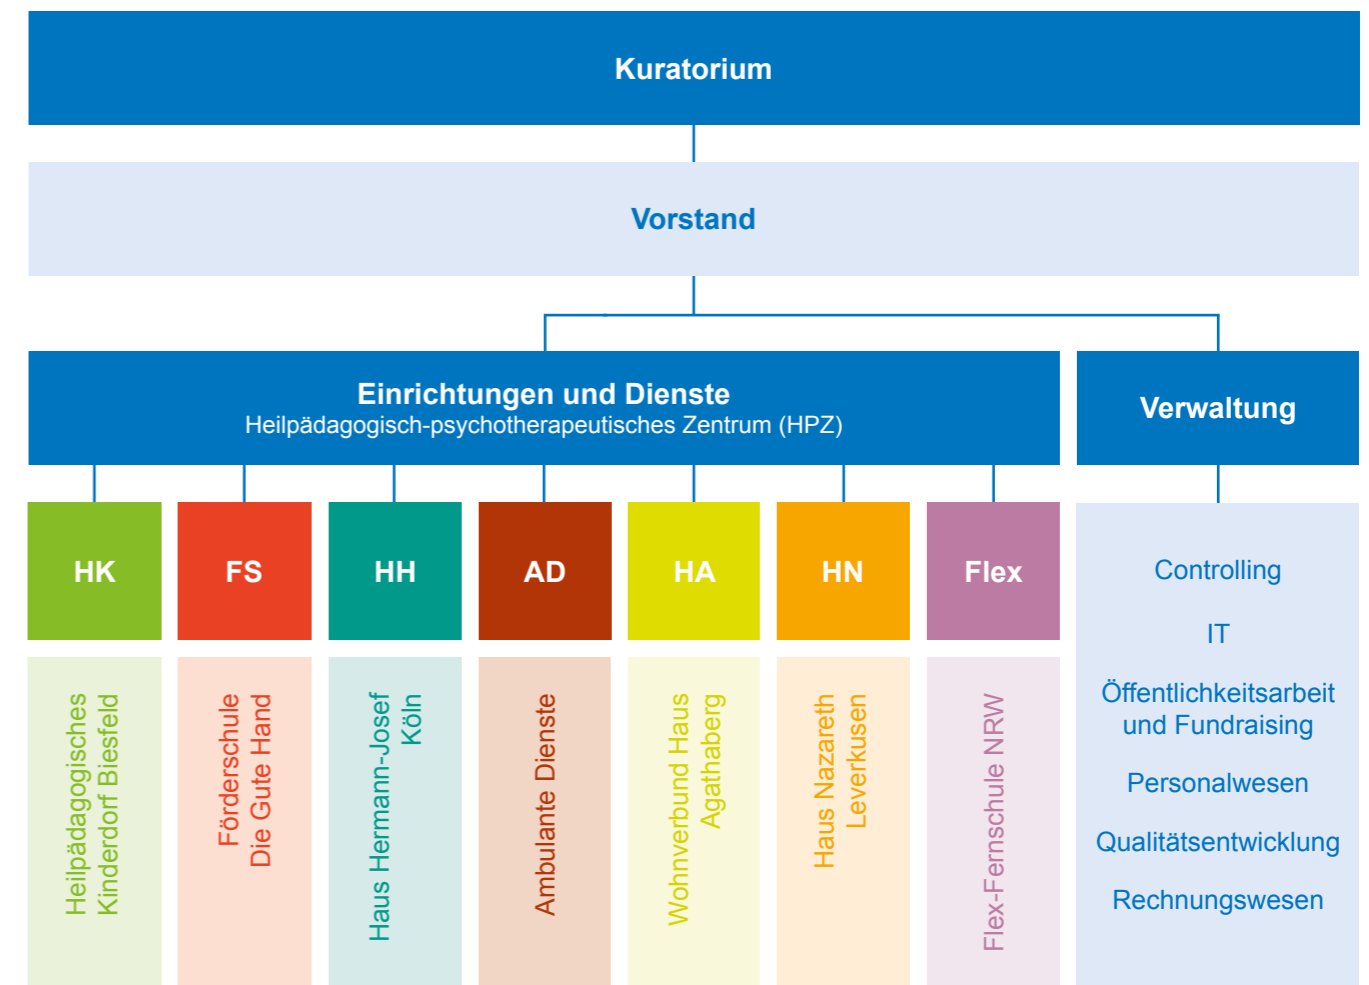 Kuratorium
Vorstand
Einrichtungen und Dienste
Heilpädagogisch-psychotherapeutisches Zentrum (HPZ)
Verwaltung
HK
FS
HH
AD
HA
HN
Flex
Heilpädagogisches
Kinderdorf Biesfeld
Förderschule
Die Gute Hand
Haus Hermann-Josef
Köln
Ambulante Dienste
Wohnverbund Haus
Agathaberg
Haus Nazareth
Leverkusen
Flex-Fernschule NRW
Controlling
IT
Öffentlichkeitsarbeit
und Fundraising
Personalwesen
Qualitätsentwicklung
Rechnungswesen